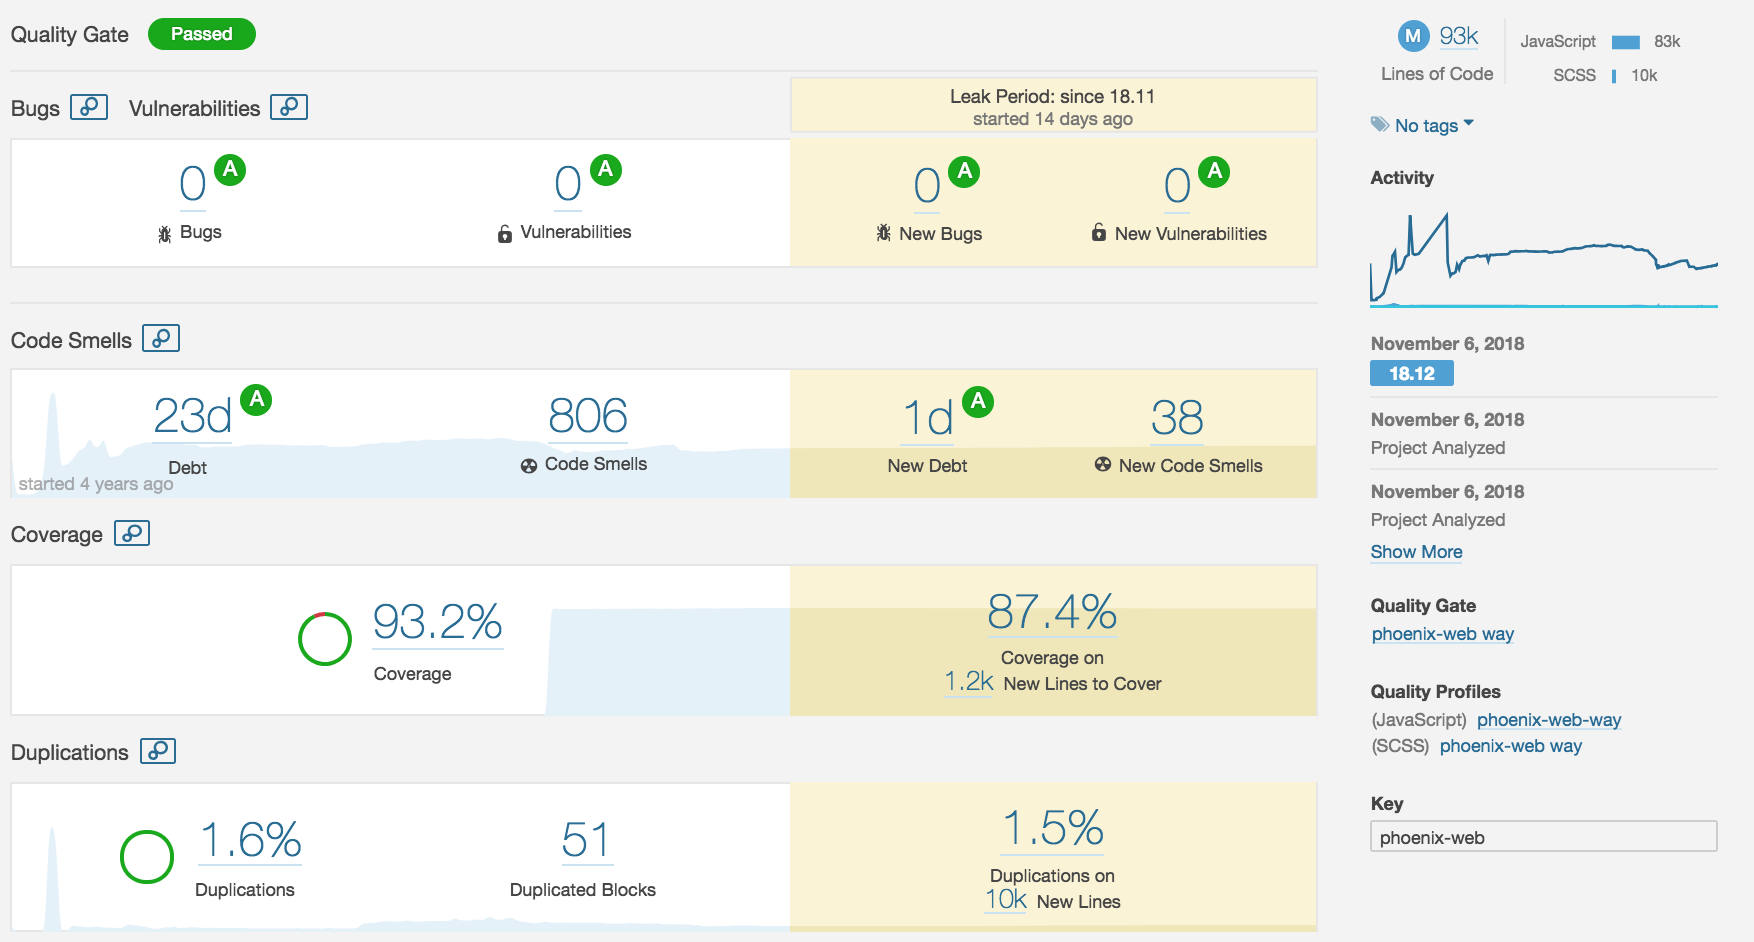 Quality Gate Passed
Bugs Vulnerabilities
Leak Period: since 18.11
started 14 days ago
0 A
Bugs
0 A
Vulnerabilities
0 A
New Bugs
0 A
New Vulnerabilities
Code Smells
23d A
Debt
started 4 years ago
806
Code Smells
1d A
New Debt
38
New Code Smells
Coverage
93.2%
Coverage
87.4%
Coverage on
1.2k New Lines to Cover
Duplications
1.6%
Duplications
51
Duplicated Blocks
1.5%
Duplications on
10k New Lines
M 93k
Lines of Code
JavaScript 83k
SCSS 10k
No tags
Activity
November 6, 2018
18.12
November 6, 2018
Project Analyzed
November 6, 2018
Project Analyzed
Show More
Quality Gate
phoenix-web way
Quality Profiles
(JavaScript) phoenix-web-way
(SCSS) phoenix-web way
Key
phoenix-web